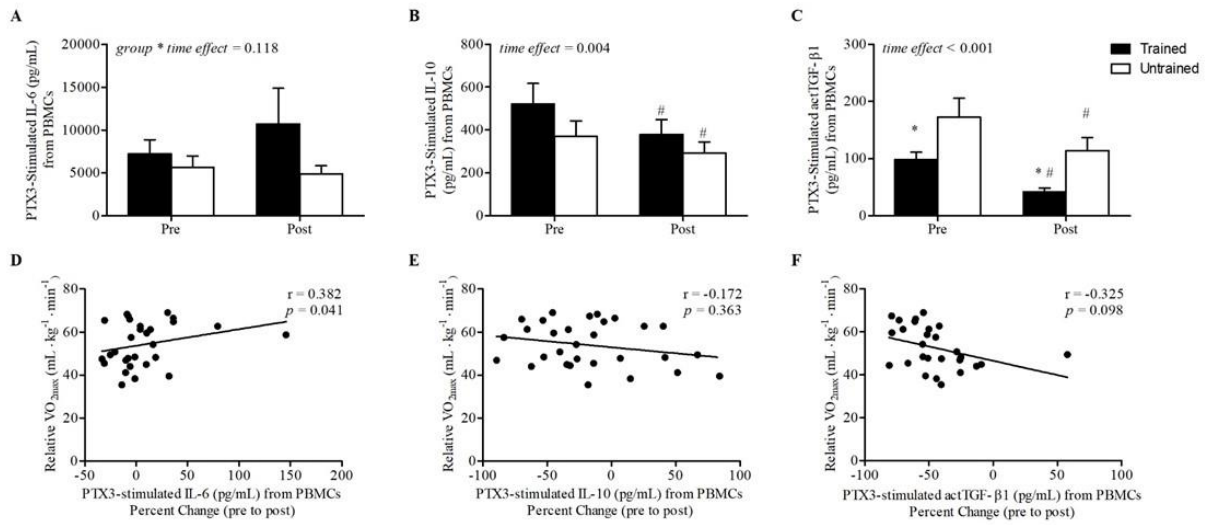 A
group * time effect = 0.118
PTX3-Stimulated IL-6 (pg/mL)
from PBMCs
20000
15000
10000
5000
0
Pre
Post
B
time effect = 0.004
PTX3-Stimulated IL-10
(pg/mL) from PBMCs
800
600
400
200
0
#
#
Pre
Post
C
time effect < 0.001
PTX3-Stimulated actTGF-β1
(pg/mL) from PBMCs
300
200
100
0
*
* #
#
Pre
Post
Trained
Untrained
D
r = 0.382
p = 0.041
Relative VO2max (mL · kg-1 · min-1)
80
60
40
20
0
-50
0
50
100
150
200
PTX3-stimulated IL-6 (pg/mL) from PBMCs
Percent Change (pre to post)
E
r = -0.172
p = 0.363
Relative VO2max (mL · kg-1 · min-1)
80
60
40
20
0
-100
-50
0
50
100
PTX3-stimulated IL-10 (pg/mL) from PBMCs
Percent Change (pre to post)
F
r = -0.325
p = 0.098
Relative VO2max (mL · kg-1 · min-1)
80
60
40
20
0
-100
-50
0
50
100
PTX3-stimulated actTGF-β1 (pg/mL) from PBMCs
Percent Change (pre to post)